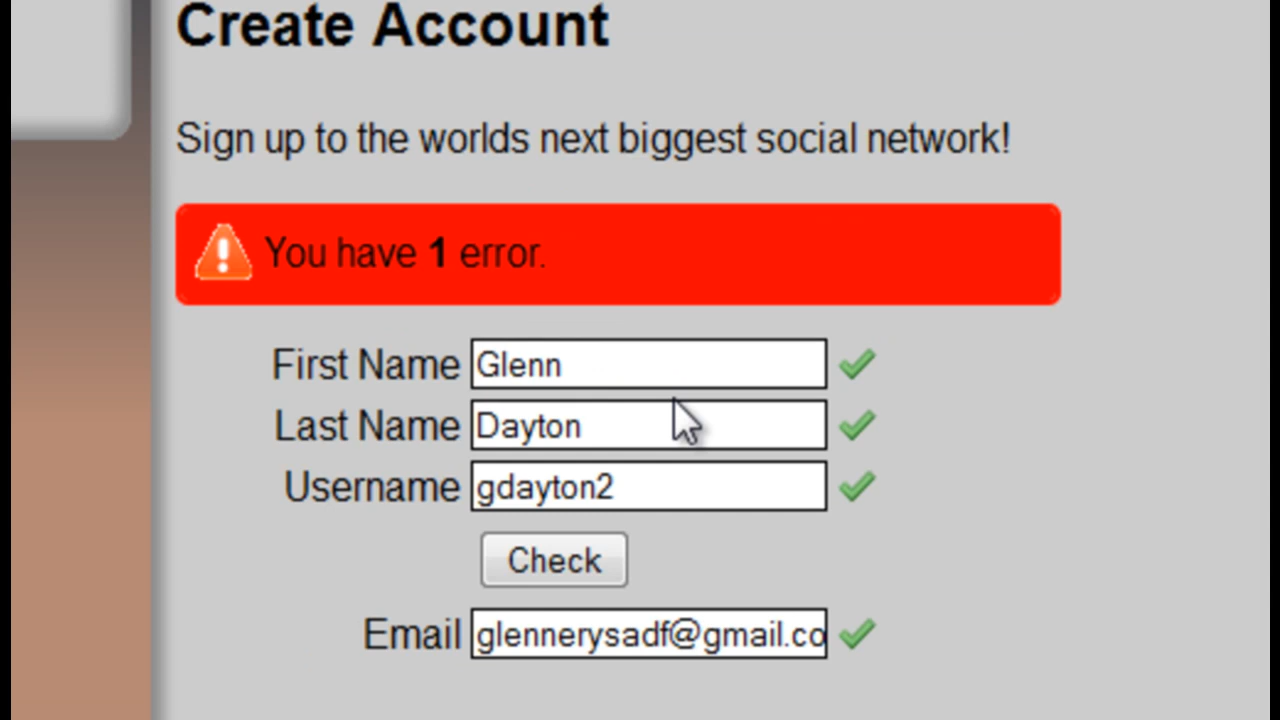 Create Account
Sign up to the worlds next biggest social network!
You have 1 error.
First Name Glenn
Last Name Dayton
Username gdayton2
Check
Email glennerysadf@gmail.co